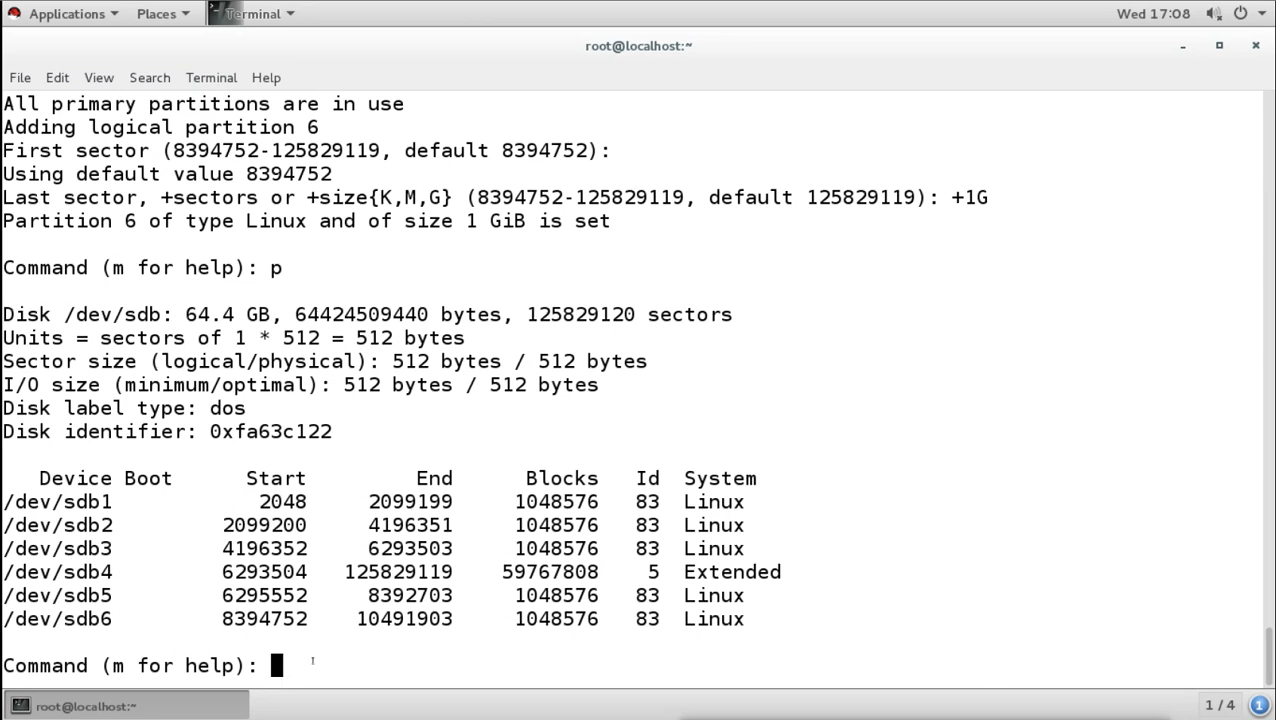 Applications Places Terminal Wed 17:08
root@localhost:~
File Edit View Search Terminal Help
All primary partitions are in use
Adding logical partition 6
First sector (8394752-125829119, default 8394752):
Using default value 8394752
Last sector, +sectors or +size{K,M,G} (8394752-125829119, default 125829119): +1G
Partition 6 of type Linux and of size 1 GiB is set
Command (m for help): p
Disk /dev/sdb: 64.4 GB, 64424509440 bytes, 125829120 sectors
Units = sectors of 1 * 512 = 512 bytes
Sector size (logical/physical): 512 bytes / 512 bytes
I/O size (minimum/optimal): 512 bytes / 512 bytes
Disk label type: dos
Disk identifier: 0xfa63c122
Device Boot Start End Blocks Id System
/dev/sdb1 2048 2099199 1048576 83 Linux
/dev/sdb2 2099200 4196351 1048576 83 Linux
/dev/sdb3 4196352 6293503 1048576 83 Linux
/dev/sdb4 6293504 125829119 59767808 5 Extended
/dev/sdb5 6295552 8392703 1048576 83 Linux
/dev/sdb6 8394752 10491903 1048576 83 Linux
Command (m for help):
root@localhost:~ 1 / 4 1